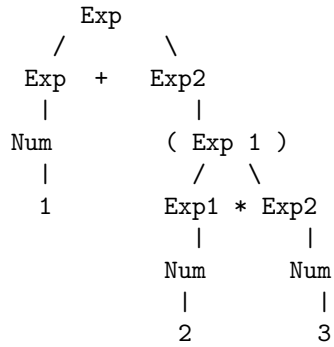 Exp
/ \
Exp + Exp2
| |
Num ( Exp 1 )
| / \
1 Exp1 * Exp2
| |
Num Num
| |
2 3